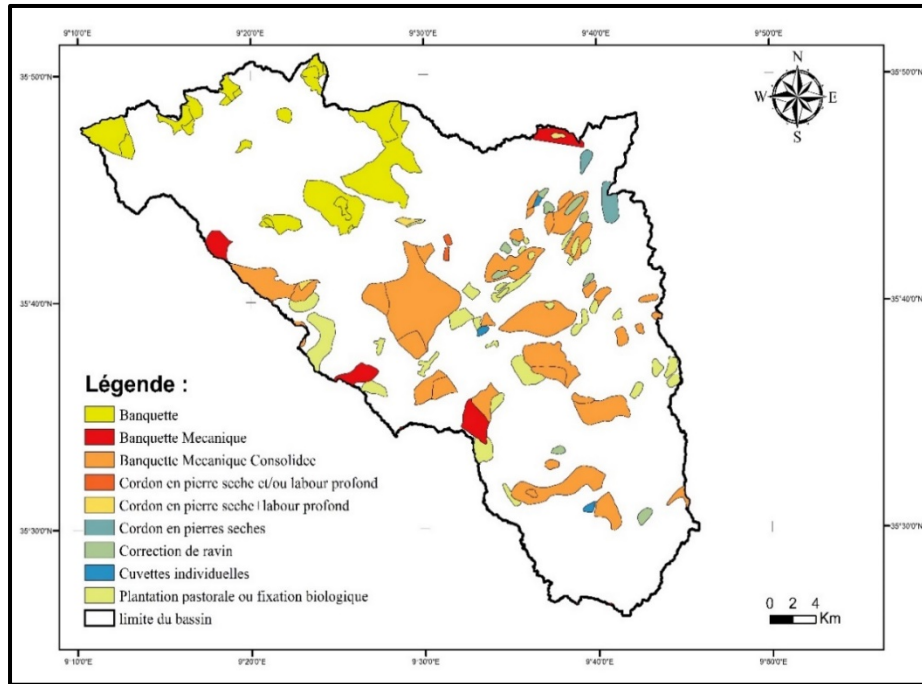 9°10'0"E 9°20'0"E 9°30'0"E 9°40'0"E 9°50'0"E
N
W E
S
35°50'0"N 35°50'0"N
35°40'0"N 35°40'0"N
35°30'0"N 35°30'0"N
Légende :
Banquette
Banquette Mecanique
Banquette Mecanique Consolidee
Cordon en pierre seche et/ou labour profond
Cordon en pierre seche+labour profond
Cordon en pierres seches
Correction de ravin
Cuvettes individuelles
Plantation pastorale ou fixation biologique
limite du bassin
0 2 4
Km
9°10'0"E 9°20'0"E 9°30'0"E 9°40'0"E 9°50'0"E